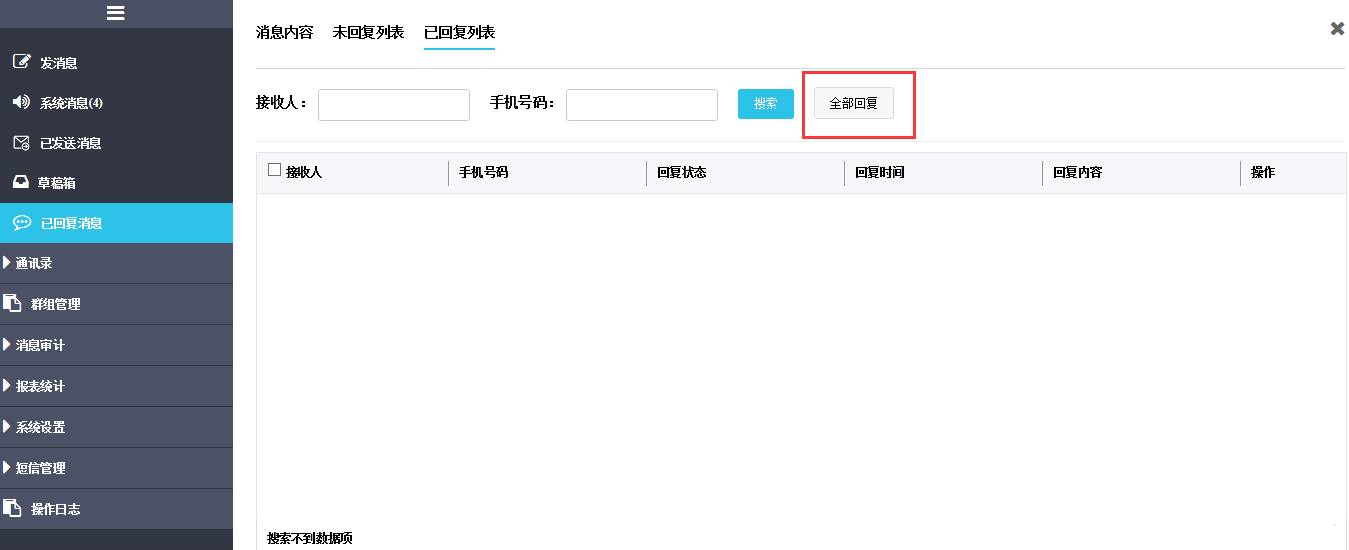 发消息
系统消息(4)
已发送消息
草稿箱
已回复消息
通讯录
群组管理
消息审计
报表统计
系统设置
短信管理
操作日志
消息内容 未回复列表 已回复列表
接收人： 手机号码： 搜索 全部回复
接收人 手机号码 回复状态 回复时间 回复内容 操作
搜索不到数据项